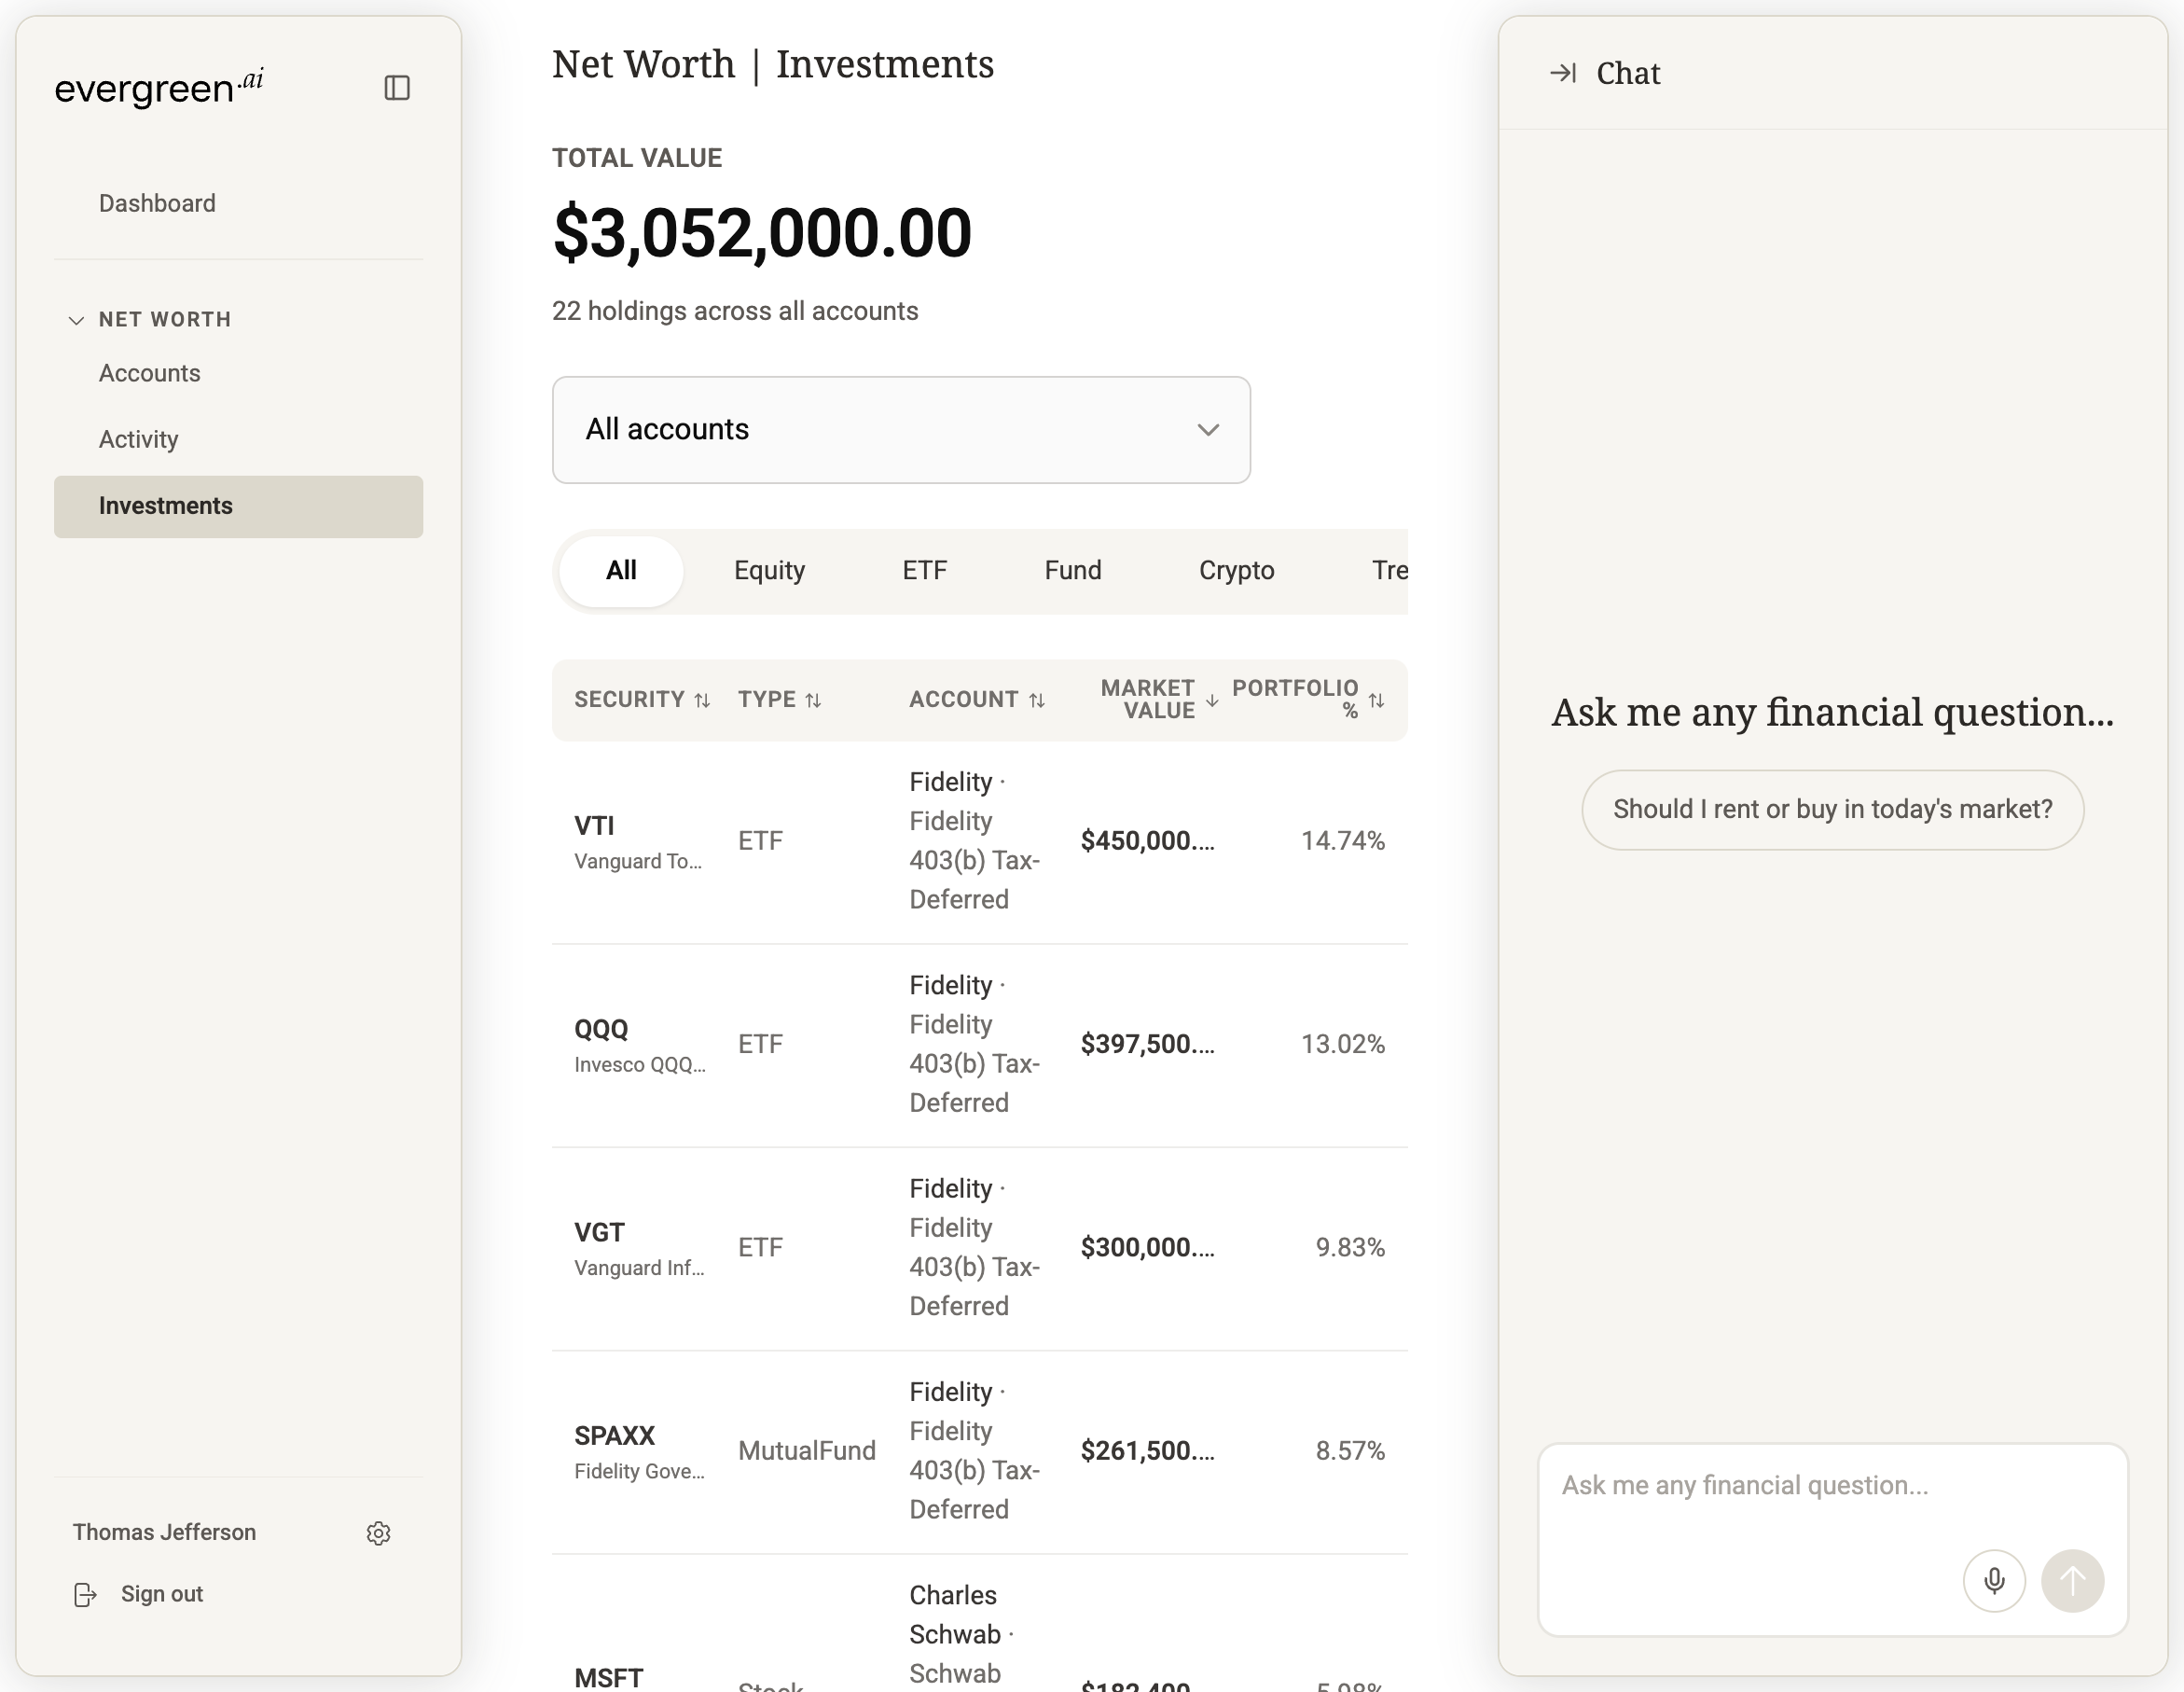 evergreen.ai
Dashboard
NET WORTH
Accounts
Activity
Investments
Thomas Jefferson
Sign out
Net Worth | Investments
TOTAL VALUE
$3,052,000.00
22 holdings across all accounts
All accounts
All Equity ETF Fund Crypto Tre
SECURITY TYPE ACCOUNT MARKET VALUE PORTFOLIO %
VTI
Vanguard To...
ETF
Fidelity ·
Fidelity
403(b) Tax-
Deferred
$450,000....
14.74%
QQQ
Invesco QQQ...
ETF
Fidelity ·
Fidelity
403(b) Tax-
Deferred
$397,500....
13.02%
VGT
Vanguard Inf...
ETF
Fidelity ·
Fidelity
403(b) Tax-
Deferred
$300,000....
9.83%
SPAXX
Fidelity Gove...
MutualFund
Fidelity ·
Fidelity
403(b) Tax-
Deferred
$261,500....
8.57%
MSFT
Stock
Charles
Schwab ·
Schwab
$182,400
5.98%
Chat
Ask me any financial question...
Should I rent or buy in today's market?
Ask me any financial question...